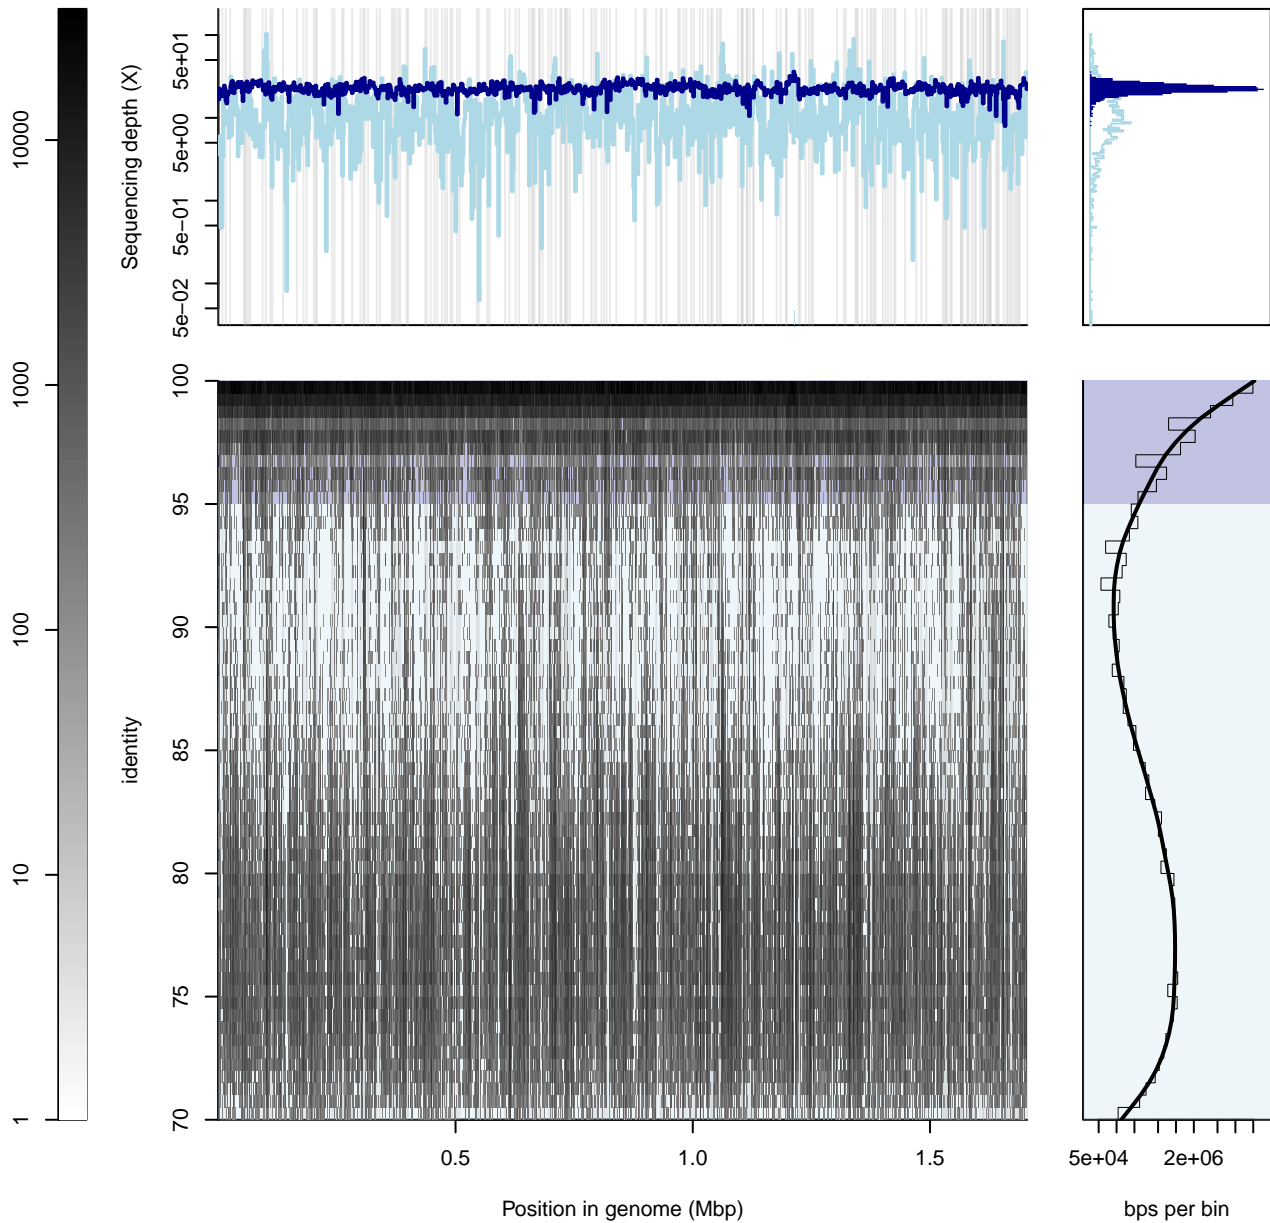 10000
1000
100
10
1
Sequencing depth (X)
5e+01
5e+00
5e-01
5e-02
identity
100
95
90
85
80
75
70
0.5
1.0
1.5
Position in genome (Mbp)
5e+04
2e+06
bps per bin